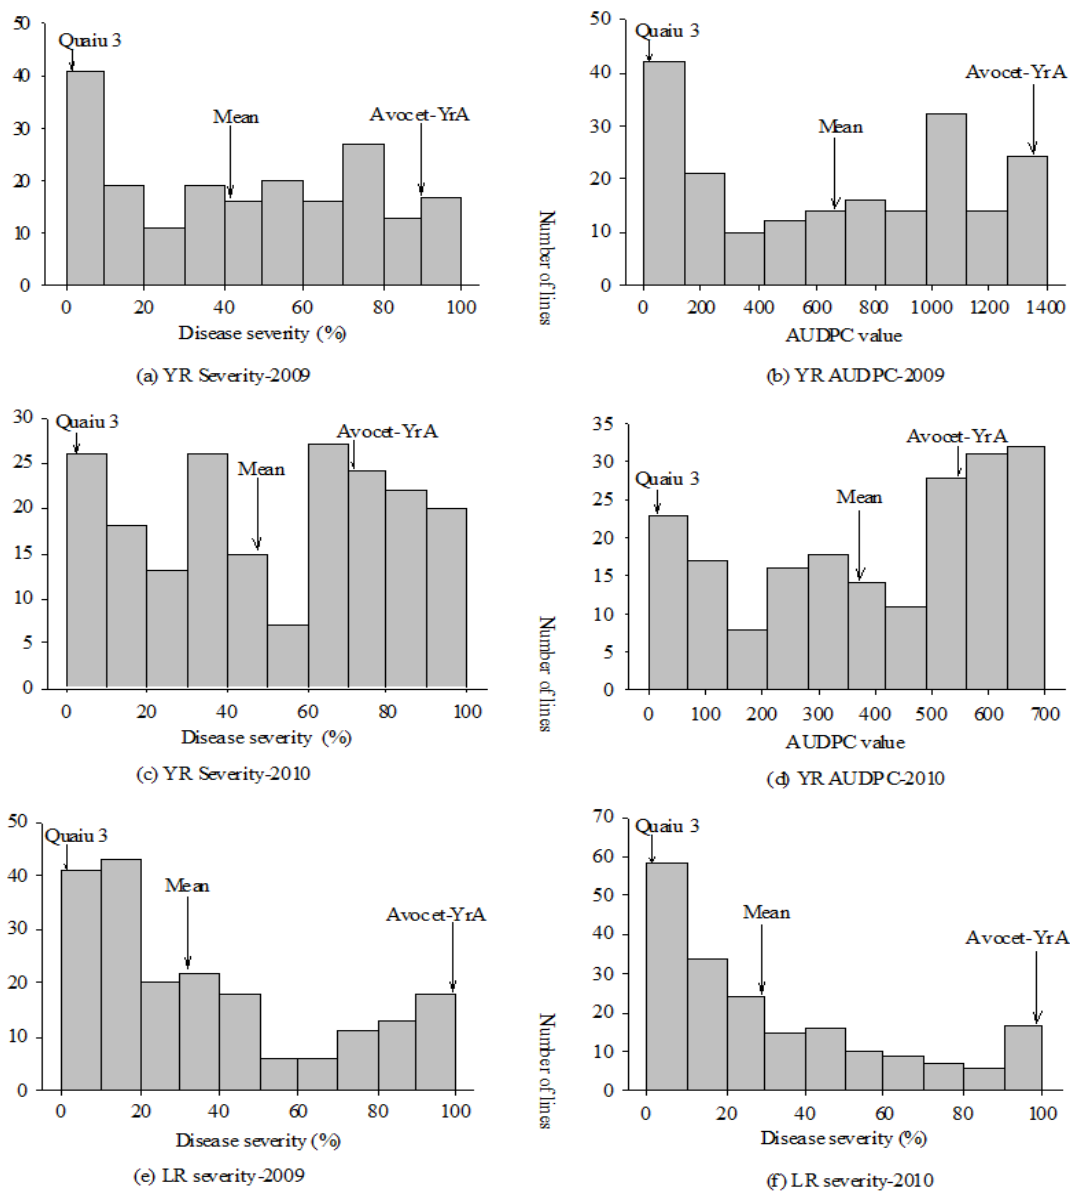 50
40
30
20
10
0
Quaiu 3
Mean
Avocet-YrA
0 20 40 60 80 100
Disease severity (%)
(a) YR Severity-2009
50
40
30
20
10
0
Number of lines
Quaiu 3
Mean
Avocet-YrA
0 200 400 600 800 1000 1200 1400
AUDPC value
(b) YR AUDPC-2009
30
25
20
15
10
5
0
Quaiu 3
Mean
Avocet-YrA
0 20 40 60 80 100
Disease severity (%)
(c) YR Severity-2010
35
30
25
20
15
10
5
0
Number of lines
Quaiu 3
Mean
Avocet-YrA
0 100 200 300 400 500 600 700
AUDPC value
(d) YR AUDPC-2010
50
40
30
20
10
0
Quaiu 3
Mean
Avocet-YrA
0 20 40 60 80 100
Disease severity (%)
(e) LR severity-2009
70
60
50
40
30
20
10
0
Number of lines
Quaiu 3
Mean
Avocet-YrA
0 20 40 60 80 100
Disease severity (%)
(f) LR severity-2010